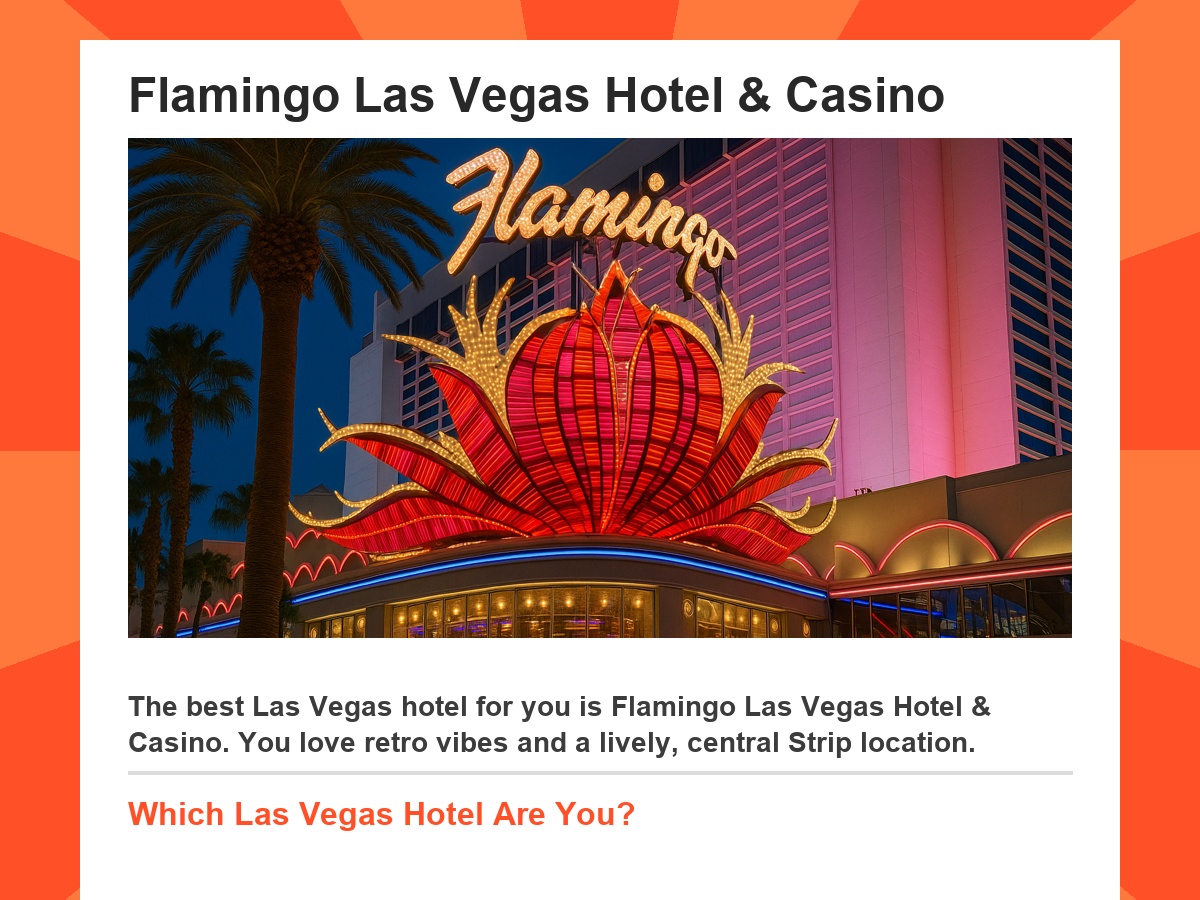 Flamingo Las Vegas Hotel & Casino
Flamingo
The best Las Vegas hotel for you is Flamingo Las Vegas Hotel &
Casino. You love retro vibes and a lively, central Strip location.
Which Las Vegas Hotel Are You?